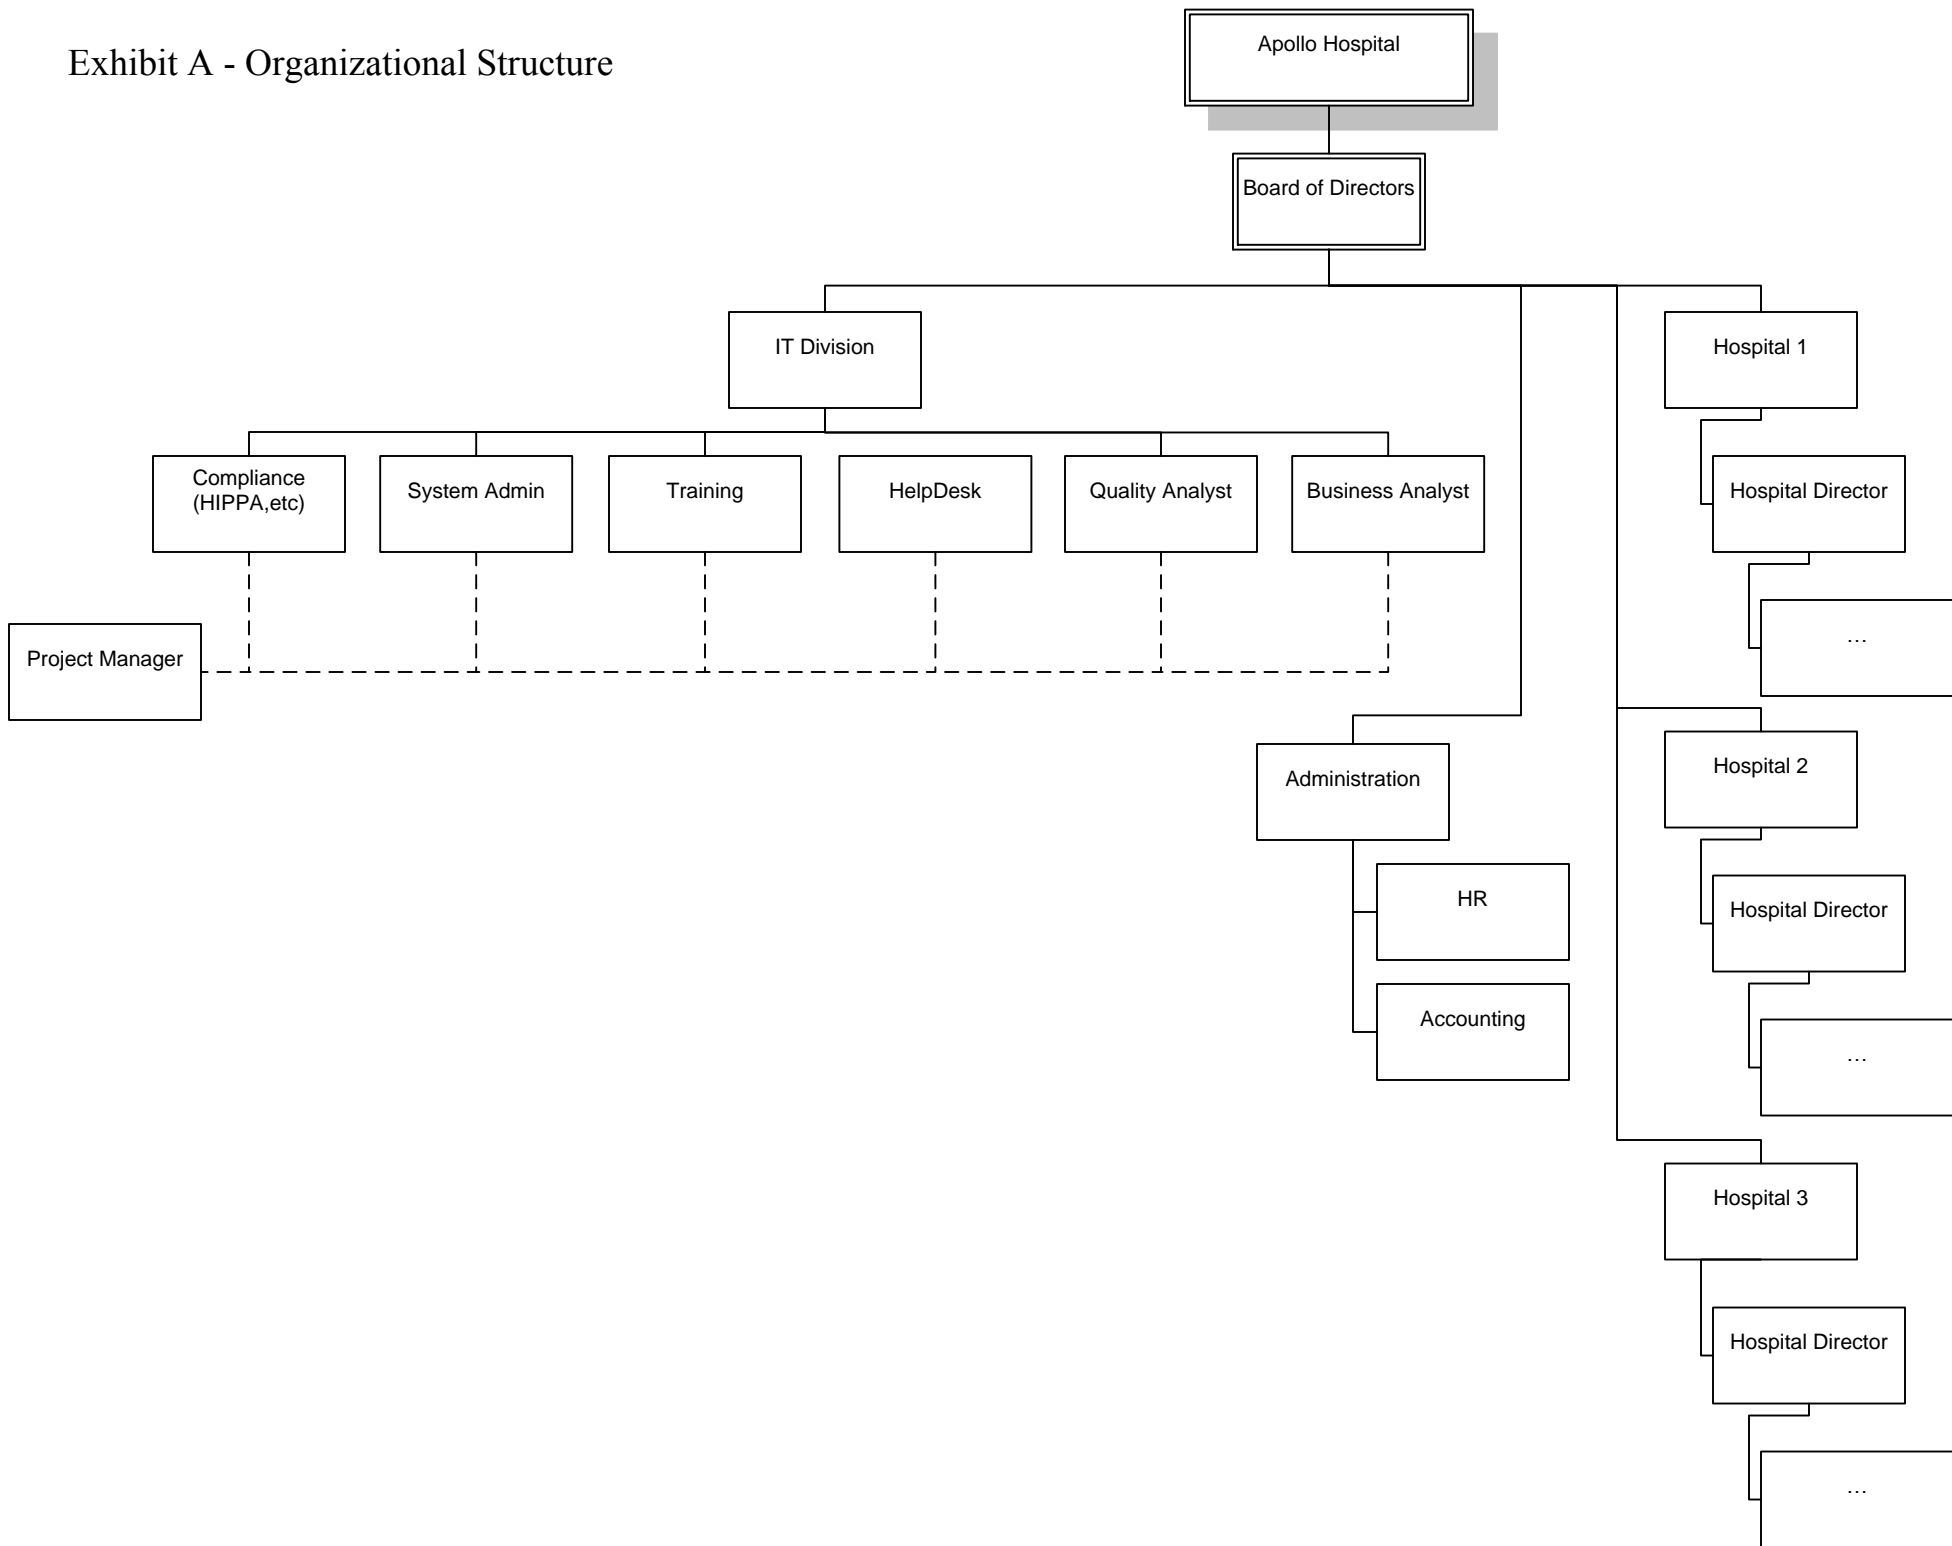 Exhibit A - Organizational Structure
Apollo Hospital
Board of Directors
IT Division
Hospital 1
Compliance
(HIPPA,etc)
System Admin
Training
HelpDesk
Quality Analyst
Business Analyst
Hospital Director
...
Project Manager
Administration
HR
Accounting
Hospital 2
Hospital Director
...
Hospital 3
Hospital Director
...